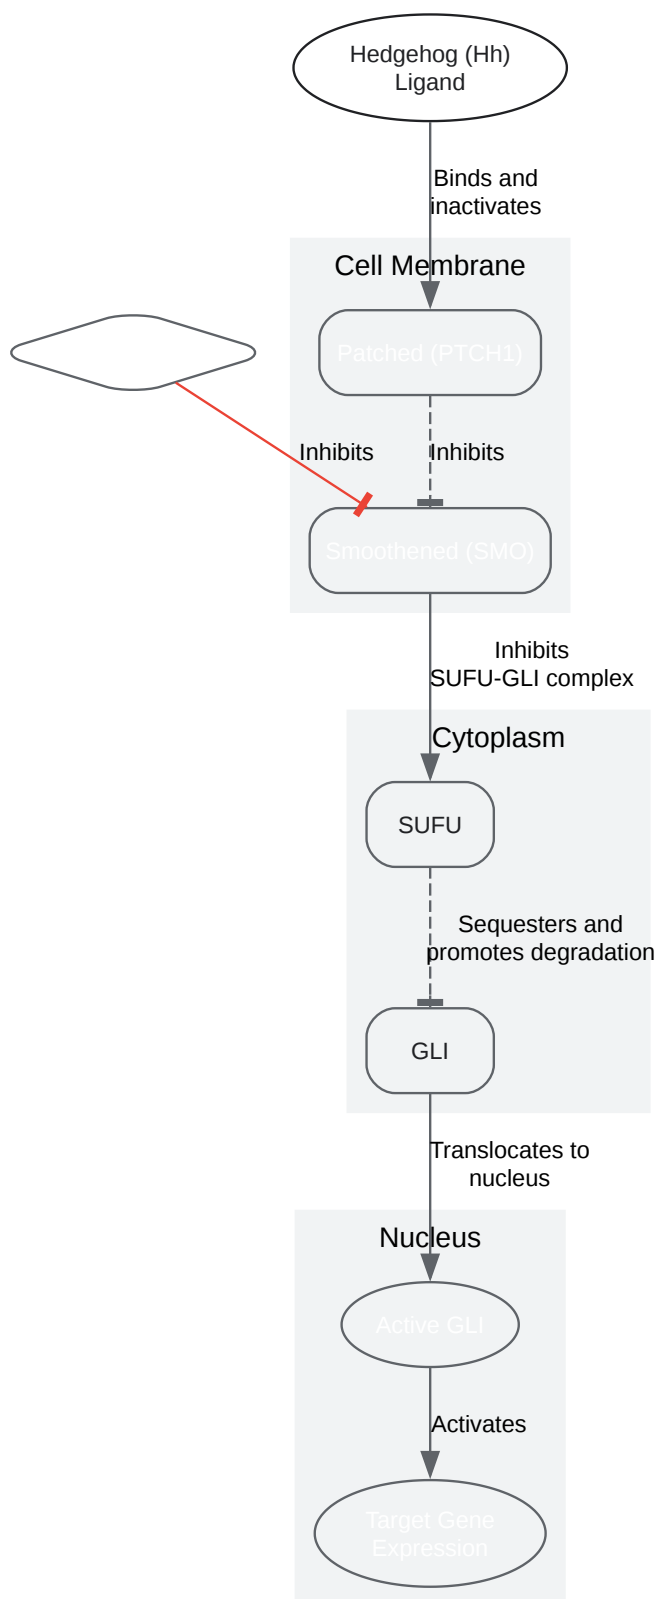 Hedgehog (Hh)
Ligand
Binds and
inactivates
Cell Membrane
Patched (PTCH1)
Inhibits
Inhibits
Smoothened (SMO)
Inhibits
SUFU-GLI complex
Cytoplasm
SUFU
Sequesters and
promotes degradation
GLI
Translocates to
nucleus
Nucleus
Active GLI
Activates
Target Gene
Expression